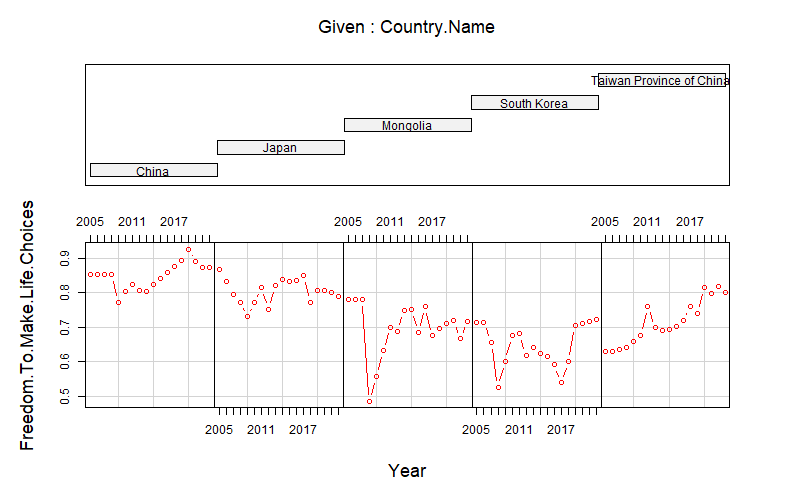 Given : Country.Name
Taiwan Province of China
South Korea
Mongolia
Japan
China
2005 2011 2017 2005 2011 2017 2005 2011 2017
Freedom.To.Make.Life.Choices
0.9
0.8
0.7
0.6
0.5
2005 2011 2017 2005 2011 2017
Year